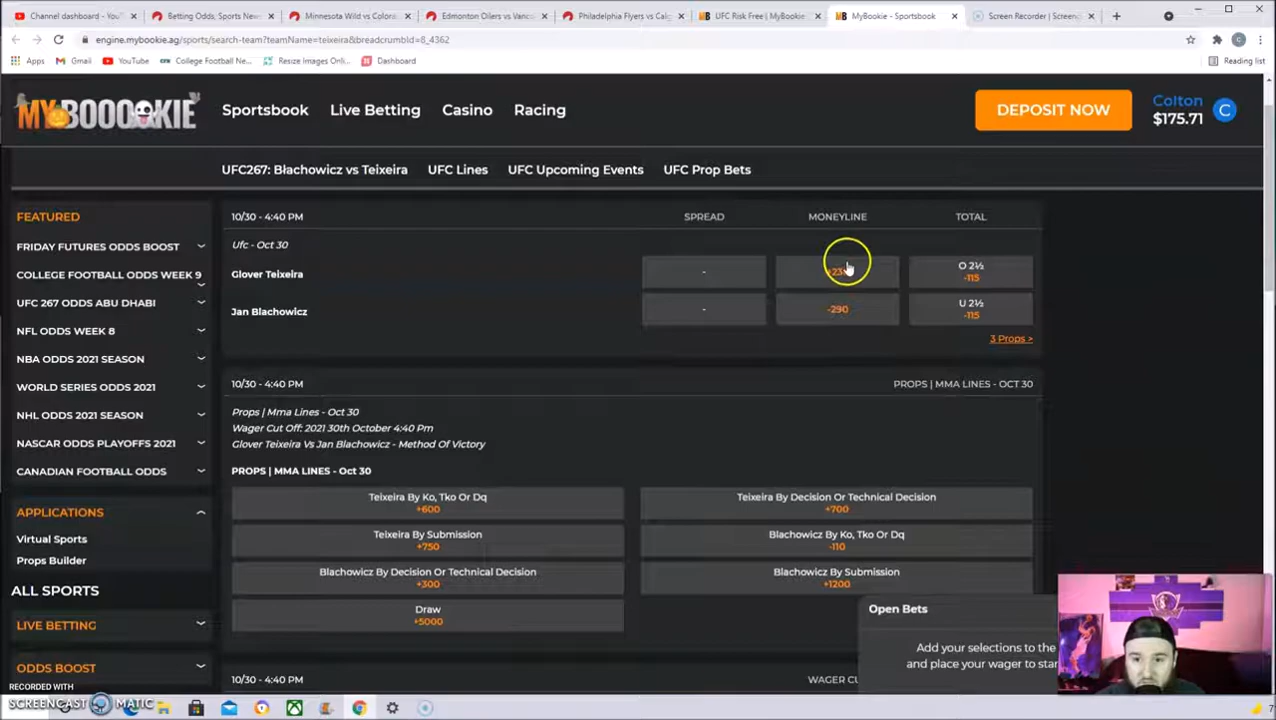 Channel dashboard - YouT
Betting Odds, Sports New
Minnesota Wild vs Colora
Edmonton Oilers vs Vanco
Philadelphia Flyers vs Calg
UFC Risk Free | MyBookie
MyBookie - Sportsbook
Screen Recorder | Screenc
engine.mybookie.ag/sports/search-team?teamName=teixeira&breadcrumbId=8_4362
Apps
Gmail
YouTube
College Football Ne...
Resize Images Onli...
Dashboard
Reading list
MYBOOOOKIE
Sportsbook
Live Betting
Casino
Racing
DEPOSIT NOW
Colton
$175.71
C
UFC267: Błachowicz vs Teixeira
UFC Lines
UFC Upcoming Events
UFC Prop Bets
FEATURED
FRIDAY FUTURES ODDS BOOST
COLLEGE FOOTBALL ODDS WEEK 9
UFC 267 ODDS ABU DHABI
NFL ODDS WEEK 8
NBA ODDS 2021 SEASON
WORLD SERIES ODDS 2021
NHL ODDS 2021 SEASON
NASCAR ODDS PLAYOFFS 2021
CANADIAN FOOTBALL ODDS
APPLICATIONS
Virtual Sports
Props Builder
ALL SPORTS
LIVE BETTING
ODDS BOOST
10/30 - 4:40 PM
SPREAD
MONEYLINE
TOTAL
Ufc - Oct 30
Glover Teixeira
-
O 2½
-115
Jan Blachowicz
-
-290
U 2½
-115
3 Props >
10/30 - 4:40 PM
PROPS | MMA LINES - OCT 30
Props | Mma Lines - Oct 30
Wager Cut Off: 2021 30th October 4:40 Pm
Glover Teixeira Vs Jan Blachowicz - Method Of Victory
PROPS | MMA LINES - Oct 30
Teixeira By Ko, Tko Or Dq
+600
Teixeira By Decision Or Technical Decision
+700
Teixeira By Submission
+750
Blachowicz By Ko, Tko Or Dq
-110
Blachowicz By Decision Or Technical Decision
+300
Blachowicz By Submission
+1200
Draw
+5000
Open Bets
Add your selections to the
and place your wager to star
10/30 - 4:40 PM
WAGER CU
RECORDED WITH
SCREENCAST MATIC